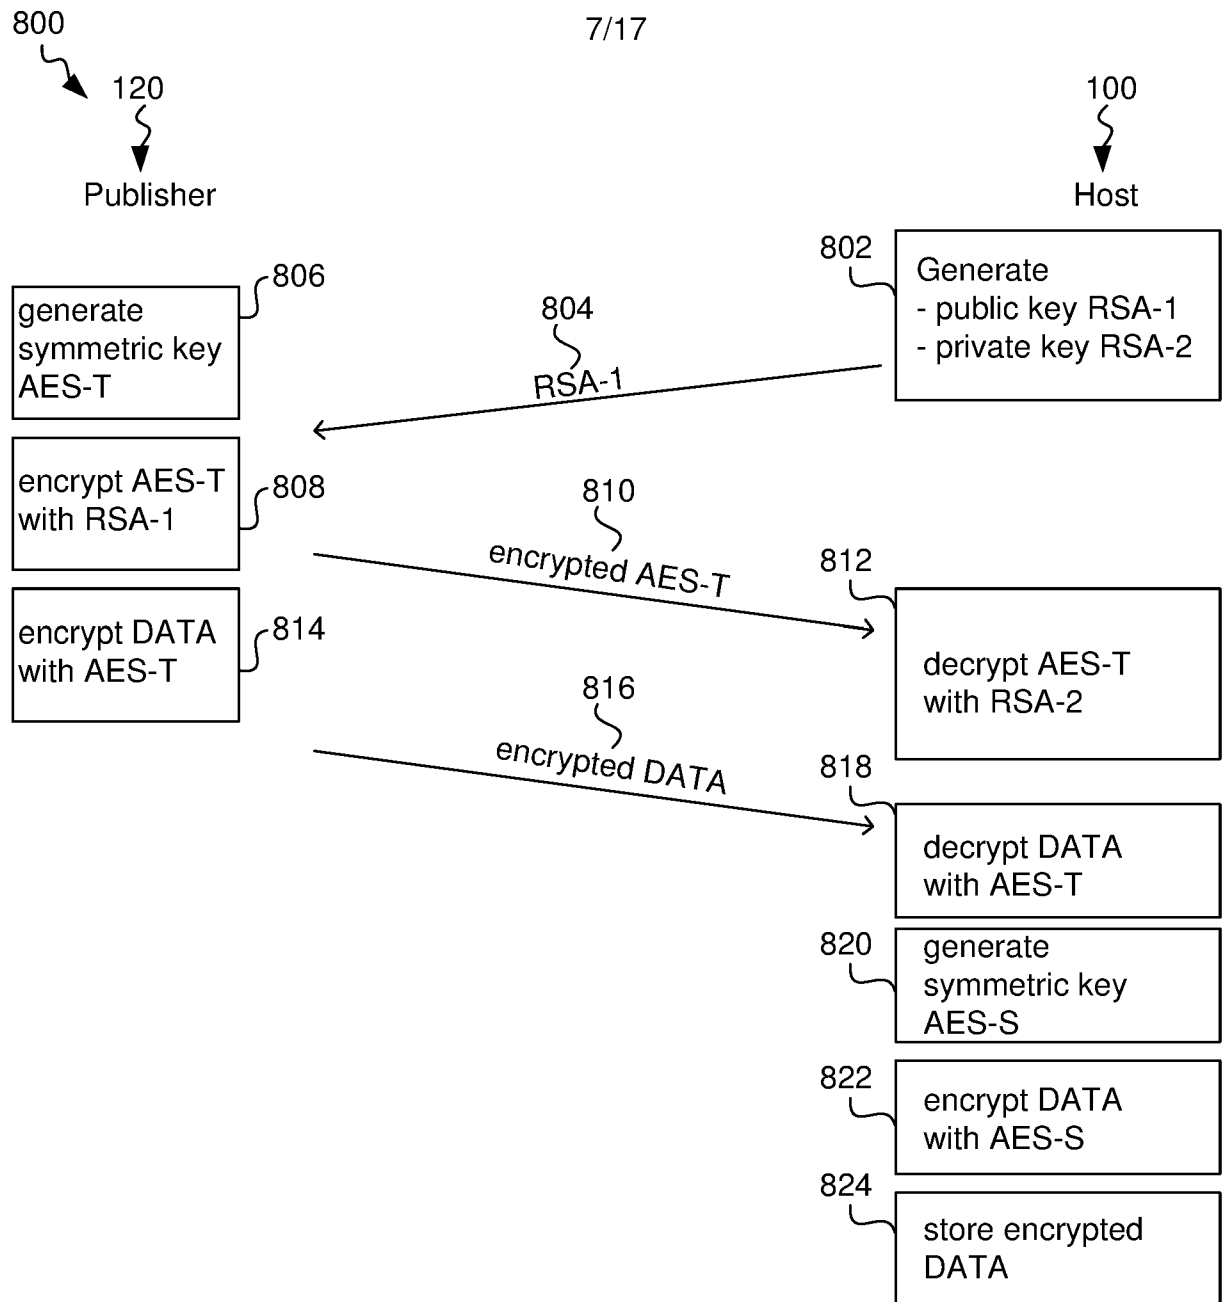 800
7/17
120
100
Publisher
Host
802
Generate
- public key RSA-1
- private key RSA-2
806
generate
symmetric key
AES-T
804
RSA-1
encrypt AES-T
with RSA-1
808
810
encrypted AES-T
812
decrypt AES-T
with RSA-2
encrypt DATA
with AES-T
814
816
encrypted DATA
818
decrypt DATA
with AES-T
820
generate
symmetric key
AES-S
822
encrypt DATA
with AES-S
824
store encrypted
DATA